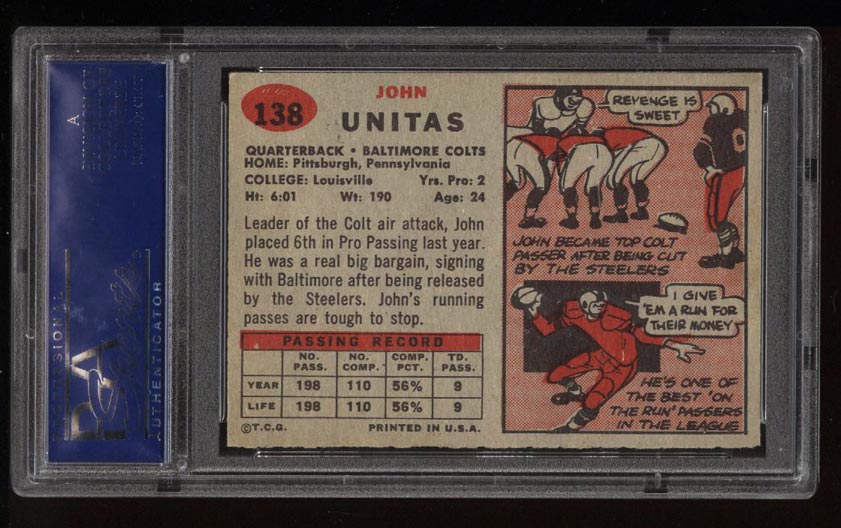 138
JOHN
UNITAS
QUARTERBACK • BALTIMORE COLTS
HOME: Pittsburgh, Pennsylvania
COLLEGE: Louisville Yrs. Pro: 2
Ht: 6:01 Wt: 190 Age: 24
Leader of the Colt air attack, John
placed 6th in Pro Passing last year.
He was a real big bargain, signing
with Baltimore after being released
by the Steelers. John's running
passes are tough to stop.
PASSING RECORD
NO. PASS. NO. COMP. COMP. PCT. TD. PASS.
YEAR 198 110 56% 9
LIFE 198 110 56% 9
©T.C.G. PRINTED IN U.S.A.
REVENGE IS
SWEET
JOHN BECAME TOP COLT
PASSER AFTER BEING CUT
BY THE STEELERS
I GIVE
'EM A RUN FOR
THEIR MONEY
HE'S ONE OF
THE BEST "ON
THE RUN" PASSERS
IN THE LEAGUE
PSA
AUTHENTICATOR